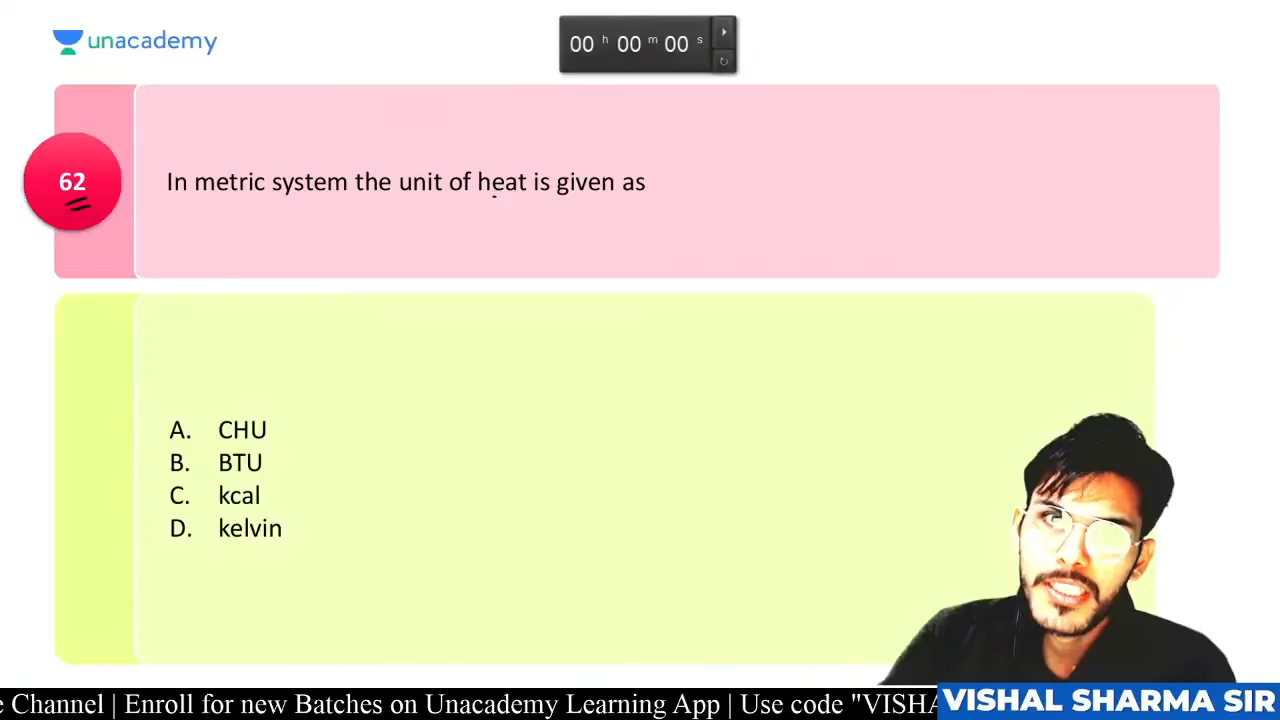 unacademy
00 h 00 m 00 s
62
In metric system the unit of heat is given as
A. CHU
B. BTU
C. kcal
D. kelvin
e Channel | Enroll for new Batches on Unacademy Learning App | Use code "VISHA
VISHAL SHARMA SIR